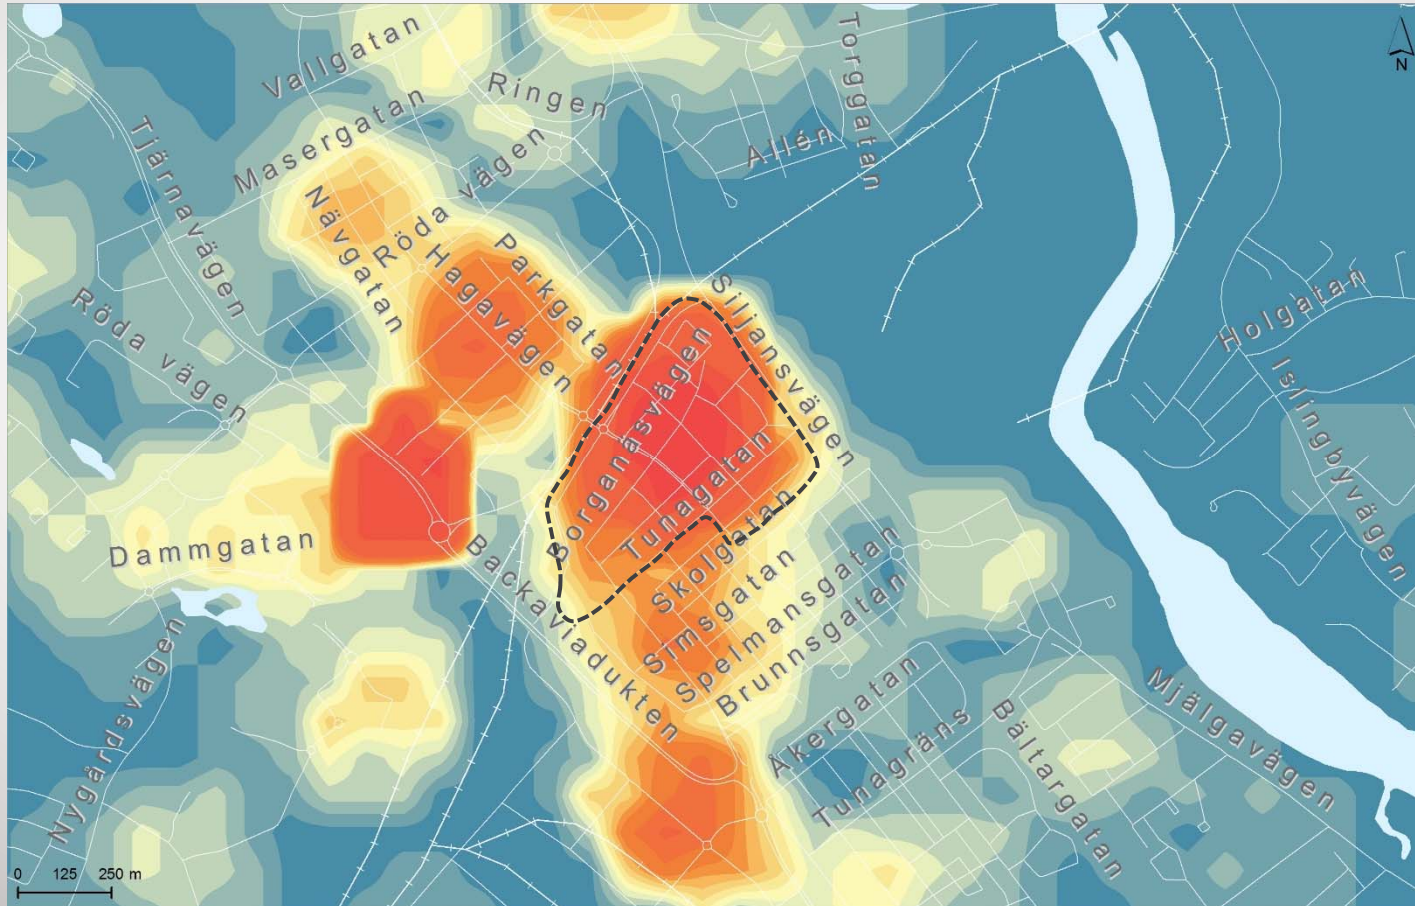 Vallgatan
Ringen
Torggatan
N
Masergatan
Allén
Tjärnavägen
Röda vägen
Nävgatan
Hagavägen
Parkgatan
Siljansvägen
Holgatan
Röda vägen
Borganäsvägen
Tunagatan
Islingbyvägen
Dammgatan
Backaviadukten
Skolgatan
Simsgatan
Spelmansgatan
Brunnsgatan
Nygårdsvägen
Åkergatan
Tunagräns
Bältargatan
Mjälgavägen
0 125 250 m